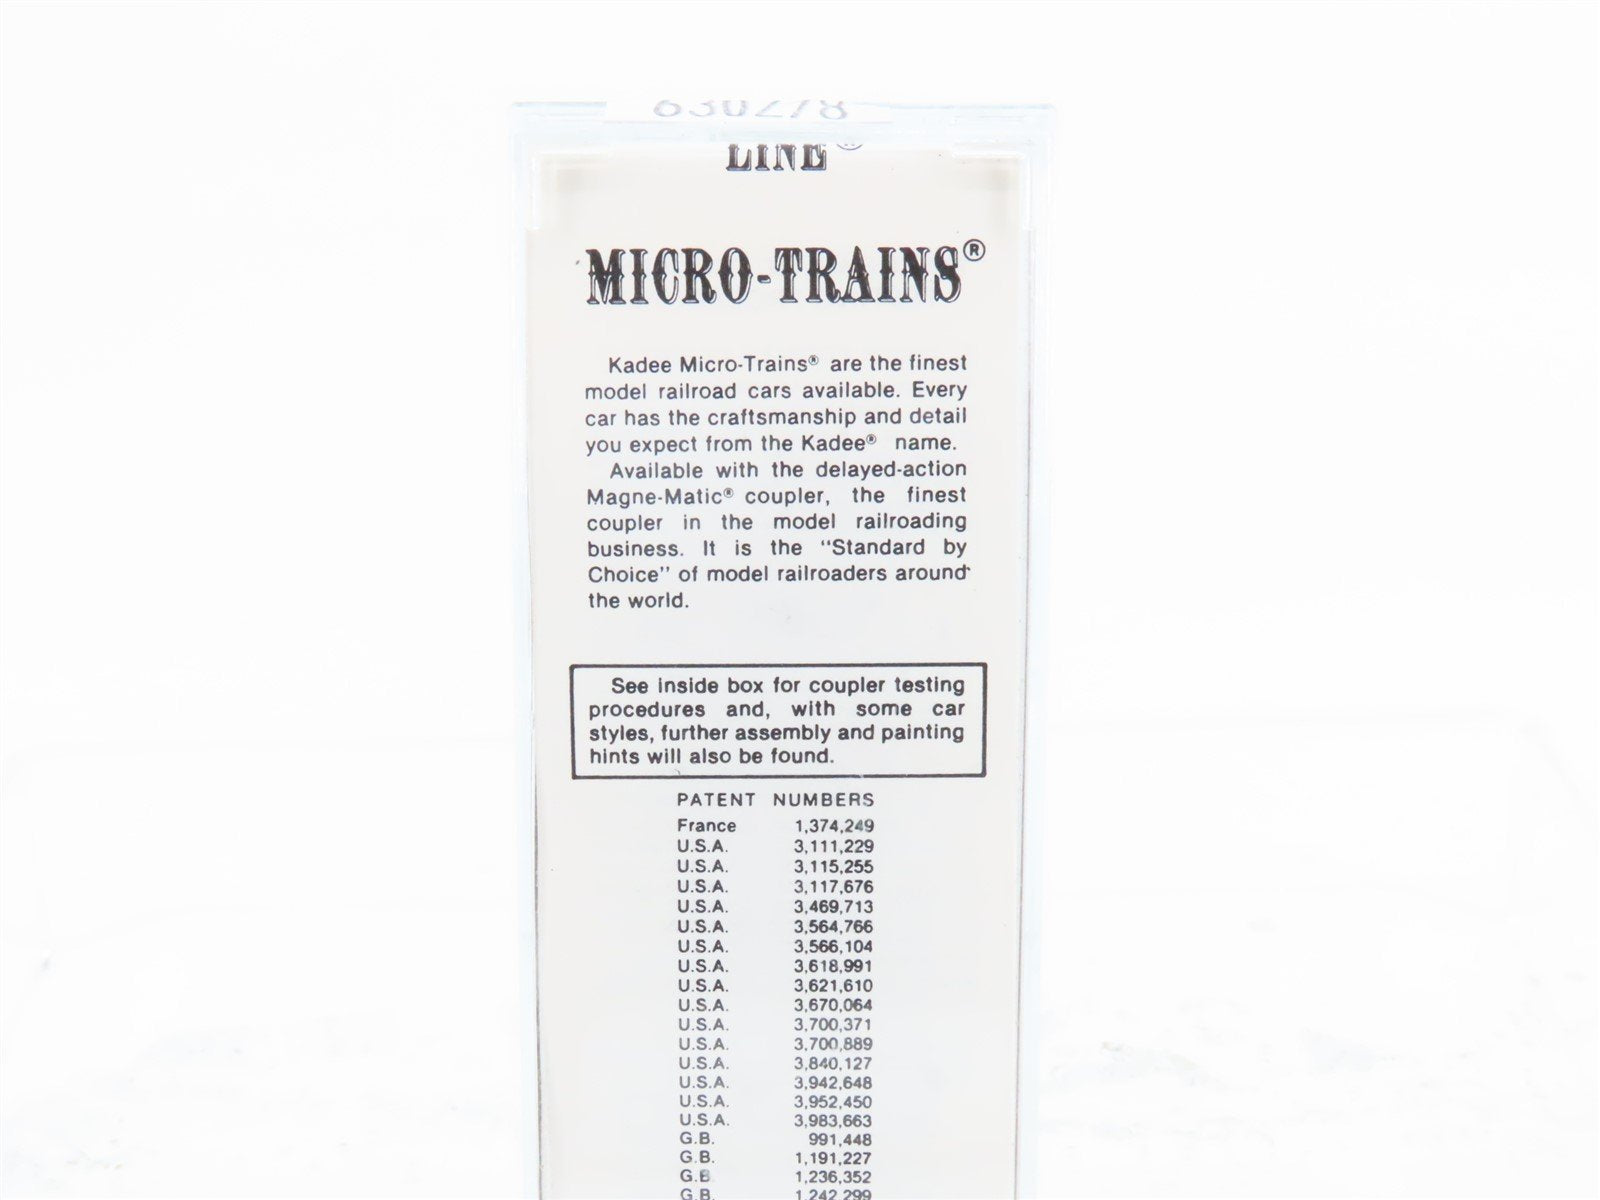 630278
LINE®
MICRO-TRAINS®
Kadee Micro-Trains® are the finest
model railroad cars available. Every
car has the craftsmanship and detail
you expect from the Kadee® name.
Available with the delayed-action
Magne-Matic® coupler, the finest
coupler in the model railroading
business. It is the "Standard by
Choice" of model railroaders around
the world.
See inside box for coupler testing
procedures and, with some car
styles, further assembly and painting
hints will also be found.
PATENT NUMBERS
France 1,374,249
U.S.A. 3,111,229
U.S.A. 3,115,255
U.S.A. 3,117,676
U.S.A. 3,469,713
U.S.A. 3,564,766
U.S.A. 3,566,104
U.S.A. 3,618,991
U.S.A. 3,621,610
U.S.A. 3,670,064
U.S.A. 3,700,371
U.S.A. 3,700,889
U.S.A. 3,840,127
U.S.A. 3,942,648
U.S.A. 3,952,450
U.S.A. 3,983,663
G.B. 991,448
G.B. 1,191,227
G.B 1,236,352
G.B. 1,242,299